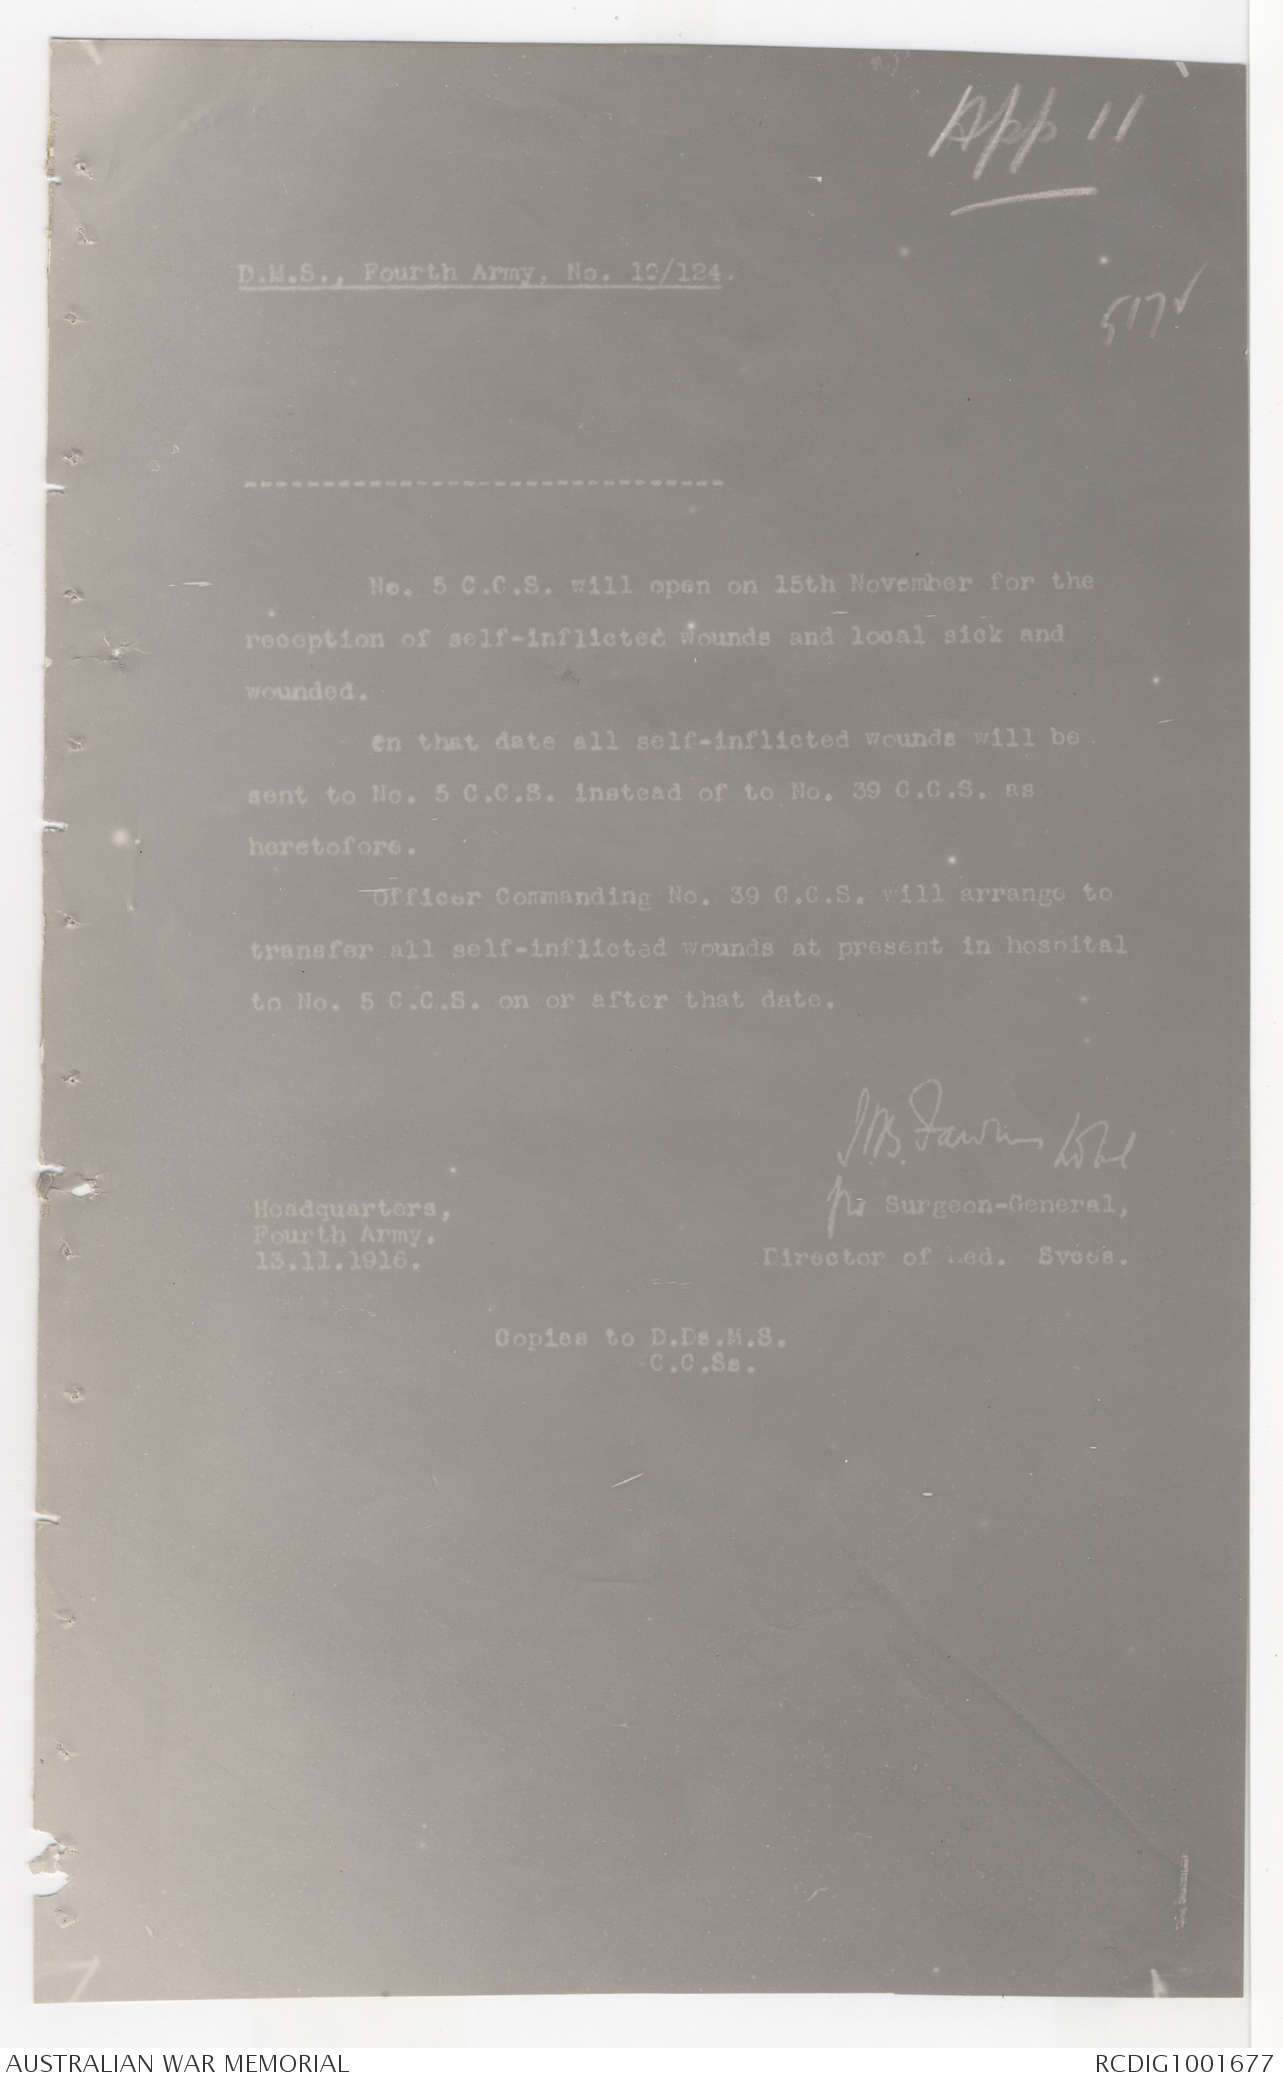 App 11
D.M.S., Fourth Army, No. 10/124.
517
-------------------------------
No. 5 C.C.S. will open on 15th November for the
reception of self-inflicted wounds and local sick and
wounded.
On that date all self-inflicted wounds will be
sent to No. 5 C.C.S. instead of to No. 39 C.C.S. as
heretofore.
Officer Commanding No. 39 C.C.S. will arrange to
transfer all self-inflicted wounds at present in hospital
to No. 5 C.C.S. on or after that date.
Headquarters,
Fourth Army.
13.11.1916.
Surgeon-General,
Director of Med. Svces.
Copies to D.Ds.M.S.
C.C.Ss.
AUSTRALIAN WAR MEMORIAL
RCDIG1001677